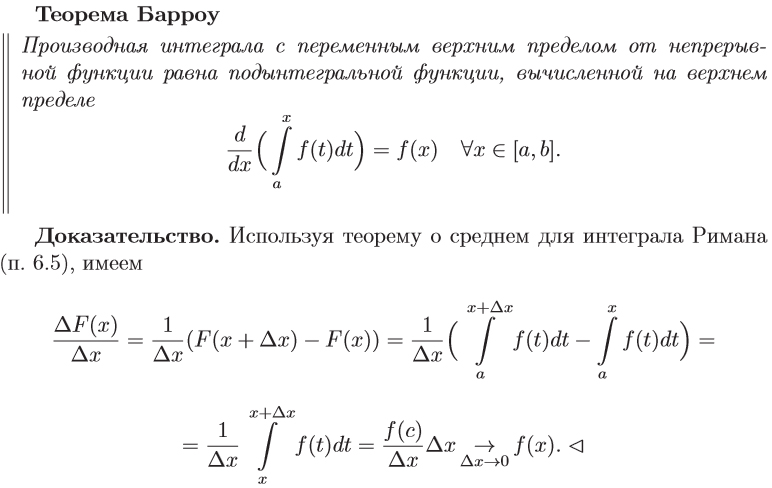 Теорема Барроу
Производная интеграла с переменным верхним пределом от непрерыв-
ной функции равна подынтегральной функции, вычисленной на верхнем
пределе
d/dx ( ∫_a^x f(t)dt ) = f(x) ∀x ∈ [a, b].
Доказательство. Используя теорему о среднем для интеграла Римана
(п. 6.5), имеем
ΔF(x)/Δx = 1/Δx (F(x + Δx) − F(x)) = 1/Δx ( ∫_a^{x+Δx} f(t)dt − ∫_a^x f(t)dt ) =
= 1/Δx ∫_x^{x+Δx} f(t)dt = f(c)/Δx Δx →_{Δx→0} f(x). ◁